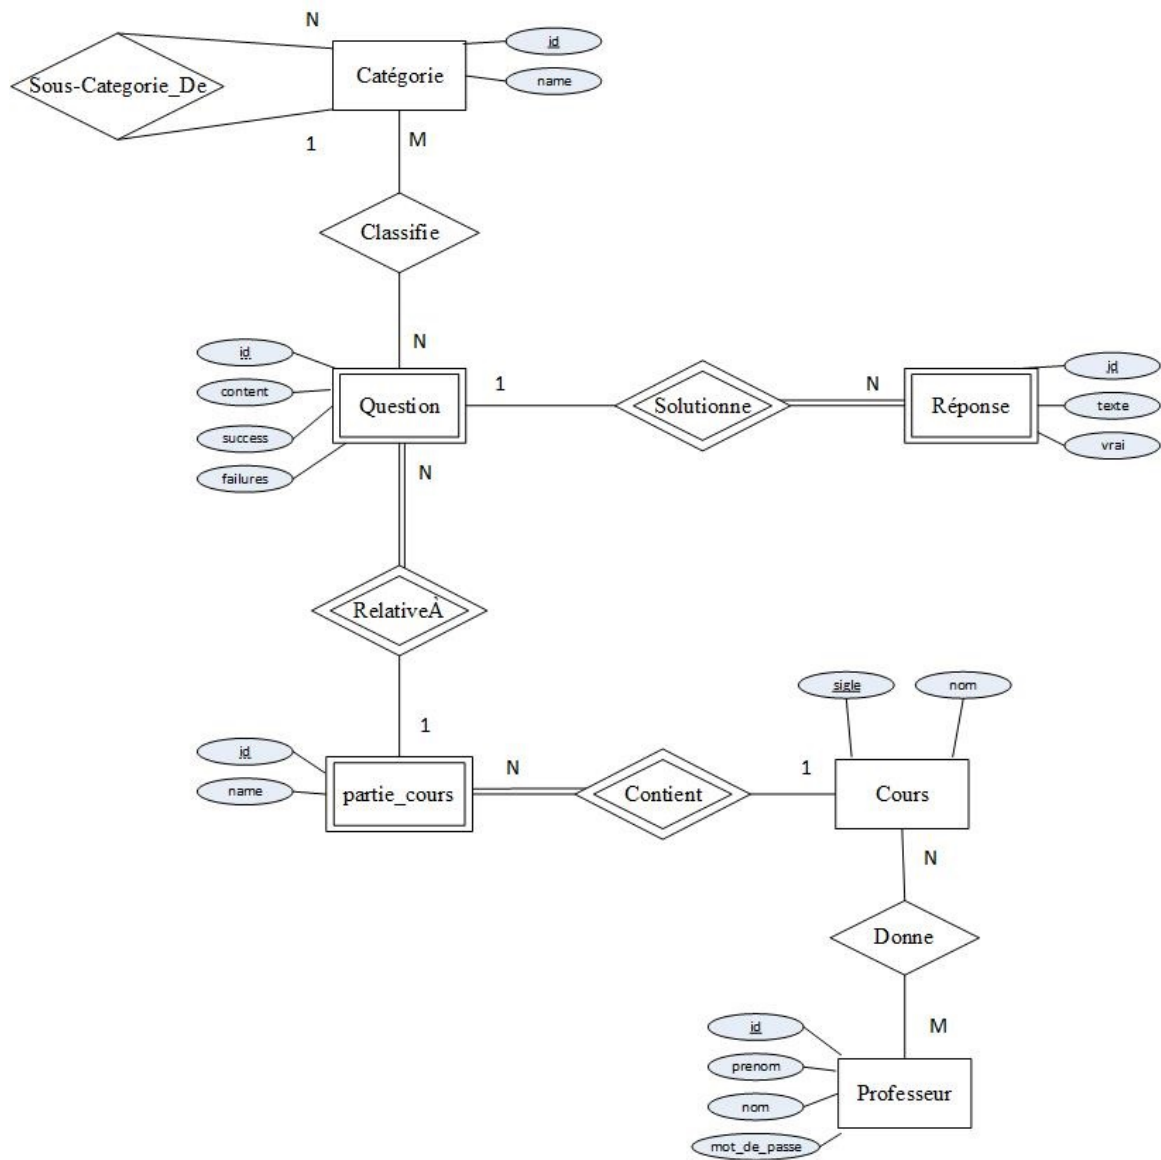 N
id
Catégorie
name
Sous-Categorie_De
1
M
Classifie
N
id
content
Question
success
failures
1
Solutionne
N
Réponse
id
texte
vrai
N
RelativeÀ
1
id
name
partie_cours
N
Contient
1
sigle
nom
Cours
N
Donne
M
id
prenom
Professeur
nom
mot_de_passe